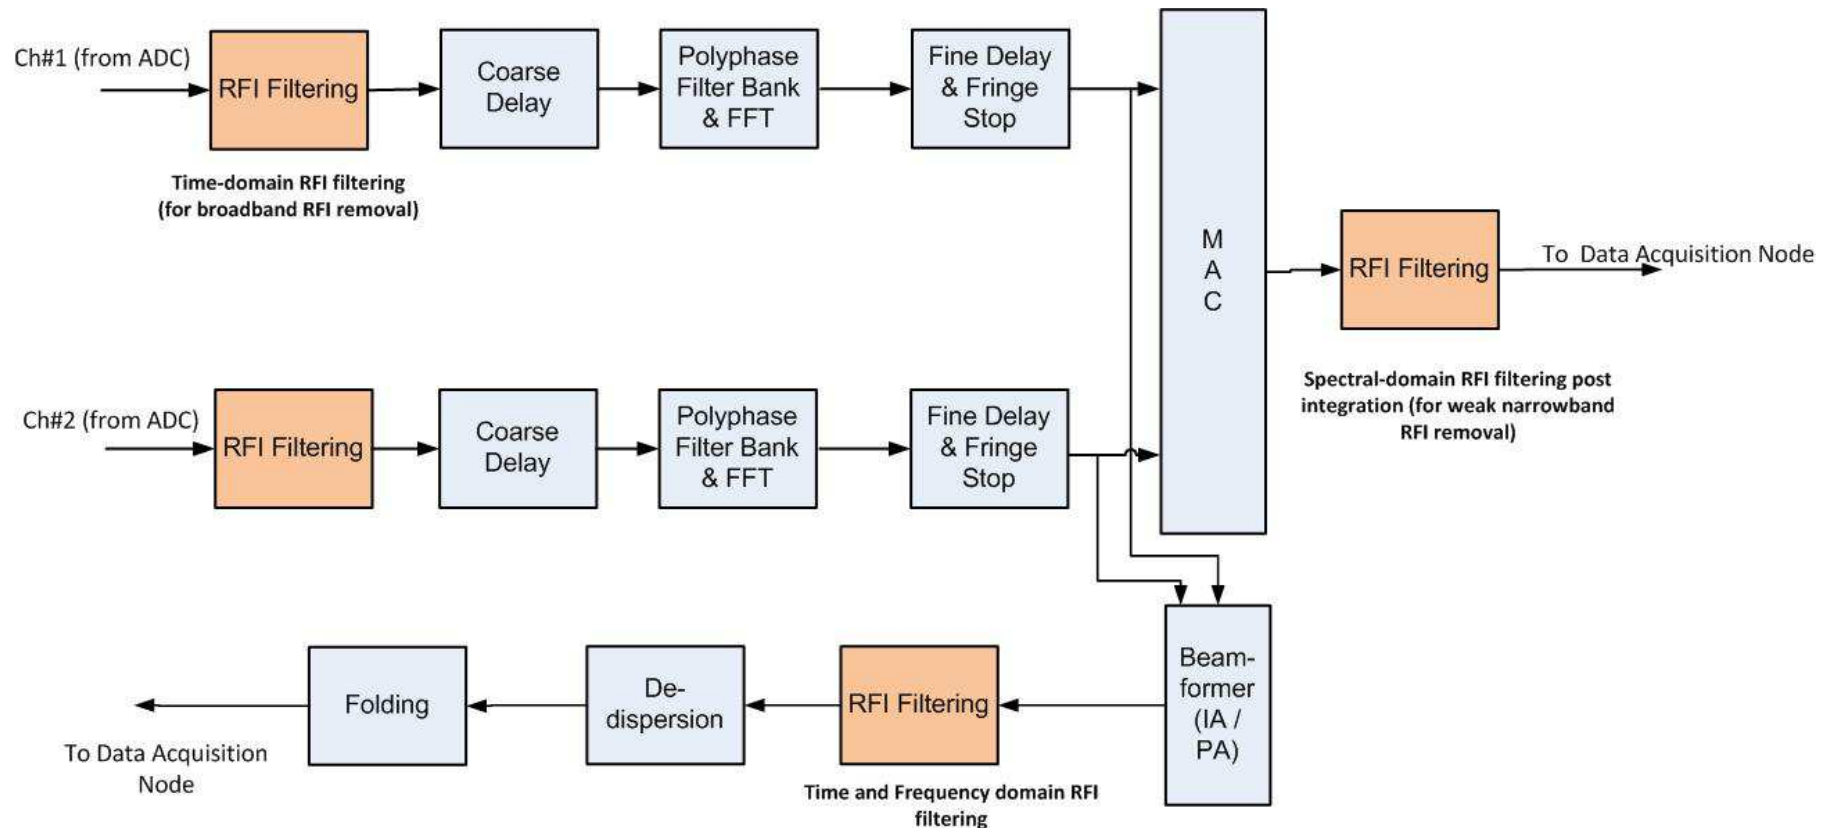 Ch#1 (from ADC)
RFI Filtering
Coarse
Delay
Polyphase
Filter Bank
& FFT
Fine Delay
& Fringe
Stop
Time-domain RFI filtering
(for broadband RFI removal)
M
A
C
RFI Filtering
To Data Acquisition Node
Spectral-domain RFI filtering post
integration (for weak narrowband
RFI removal)
Ch#2 (from ADC)
RFI Filtering
Coarse
Delay
Polyphase
Filter Bank
& FFT
Fine Delay
& Fringe
Stop
Beam-
former
(IA /
PA)
RFI Filtering
Time and Frequency domain RFI
filtering
De-
dispersion
Folding
To Data Acquisition
Node